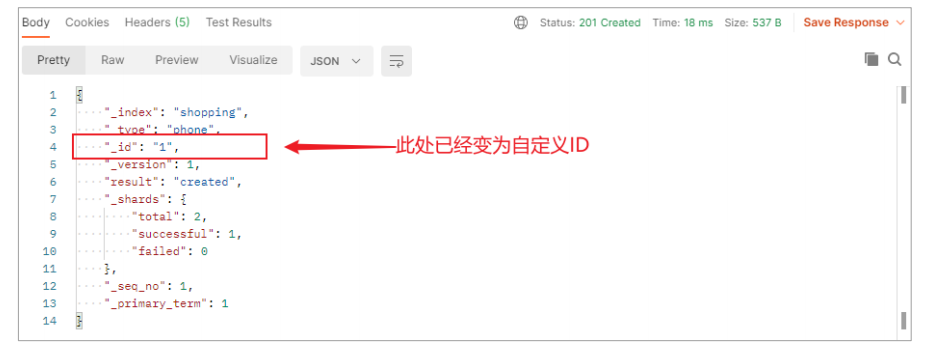 Body Cookies Headers (5) Test Results Status: 201 Created Time: 18 ms Size: 537 B Save Response
Pretty Raw Preview Visualize JSON
1 {
2 "_index": "shopping",
3 "_type": "phone",
4 "_id": "1", 此处已经变为自定义ID
5 "_version": 1,
6 "result": "created",
7 "_shards": {
8 "total": 2,
9 "successful": 1,
10 "failed": 0
11 },
12 "_seq_no": 1,
13 "_primary_term": 1
14 }